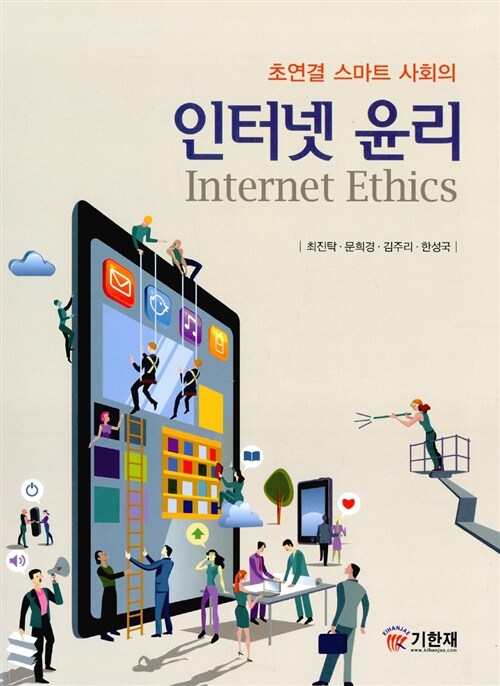 초연결 스마트 사회의
인터넷 윤리
Internet Ethics
| 최진탁 · 문희경 · 김주리 · 한성국 |
KIHANJAE
기한재
www.kihanjae.com